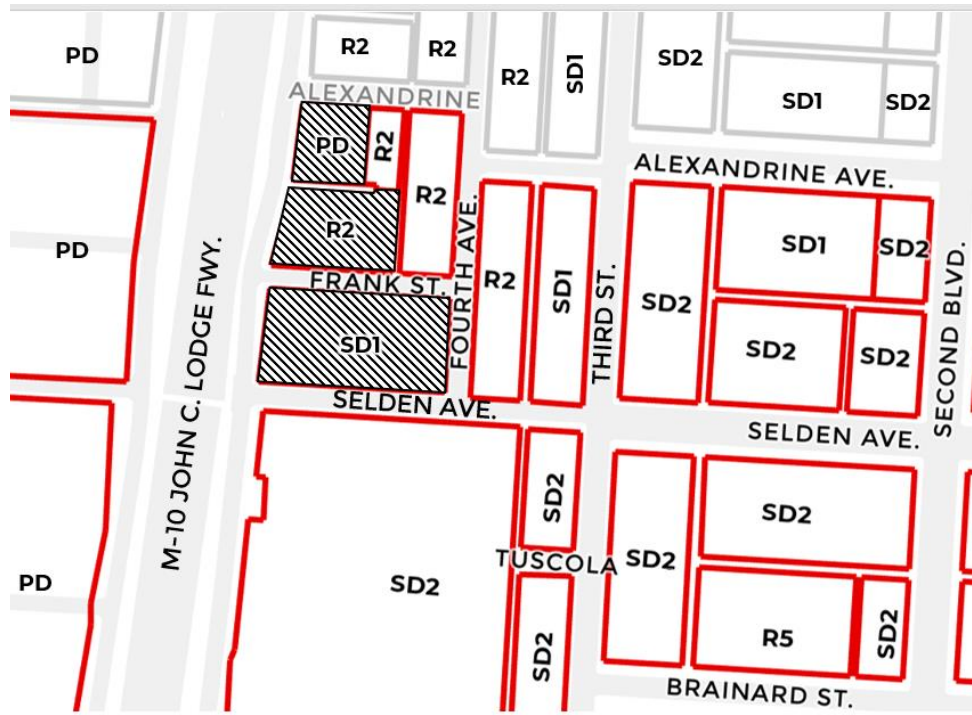 PD
R2
R2
R2
SD1
SD2
SD1
SD2
ALEXANDRINE
PD
R2
R2
ALEXANDRINE AVE.
R2
FRANK ST.
FOURTH AVE.
R2
SD1
THIRD ST.
SD2
SD1
SD2
SECOND BLVD.
PD
M-10 JOHN C. LODGE FWY.
SD1
SD2
SD2
SELDEN AVE.
SELDEN AVE.
SD2
SD2
SD2
TUSCOLA
SD2
PD
SD2
R5
SD2
SD2
BRAINARD ST.